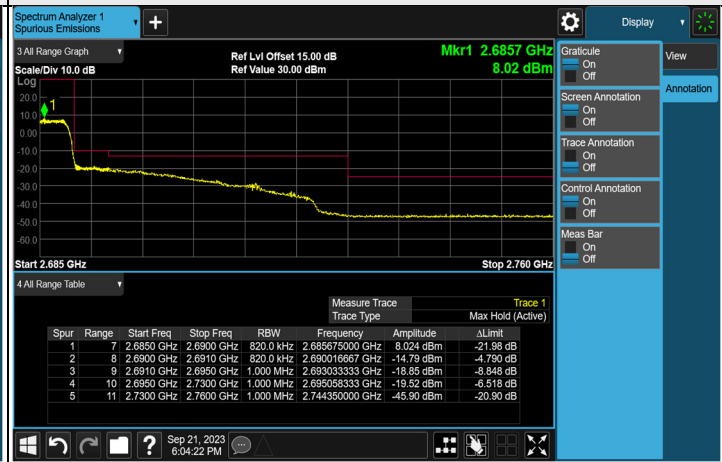 Spectrum Analyzer 1
Spurious Emissions
Display
3 All Range Graph
Ref Lvl Offset 15.00 dB
Mkr1 2.6857 GHz
Scale/Div 10.0 dB
Ref Value 30.00 dBm
8.02 dBm
Log
20.0
1
10.0
0.00
-10.0
-20.0
-30.0
-40.0
-50.0
-60.0
Start 2.685 GHz
Stop 2.760 GHz
Graticule
On
Off
Screen Annotation
On
Off
Trace Annotation
On
Off
Control Annotation
On
Off
Meas Bar
On
Off
View
Annotation
4 All Range Table
Measure Trace Trace 1
Trace Type Max Hold (Active)
Spur Range Start Freq Stop Freq RBW Frequency Amplitude ΔLimit
1 7 2.6850 GHz 2.6900 GHz 820.0 kHz 2.685675000 GHz 8.024 dBm -21.98 dB
2 8 2.6900 GHz 2.6910 GHz 820.0 kHz 2.690016667 GHz -14.79 dBm -4.790 dB
3 9 2.6910 GHz 2.6950 GHz 1.000 MHz 2.693033333 GHz -18.85 dBm -8.848 dB
4 10 2.6950 GHz 2.7300 GHz 1.000 MHz 2.695058333 GHz -19.52 dBm -6.518 dB
5 11 2.7300 GHz 2.7600 GHz 1.000 MHz 2.744350000 GHz -45.90 dBm -20.90 dB
Sep 21, 2023
6:04:22 PM